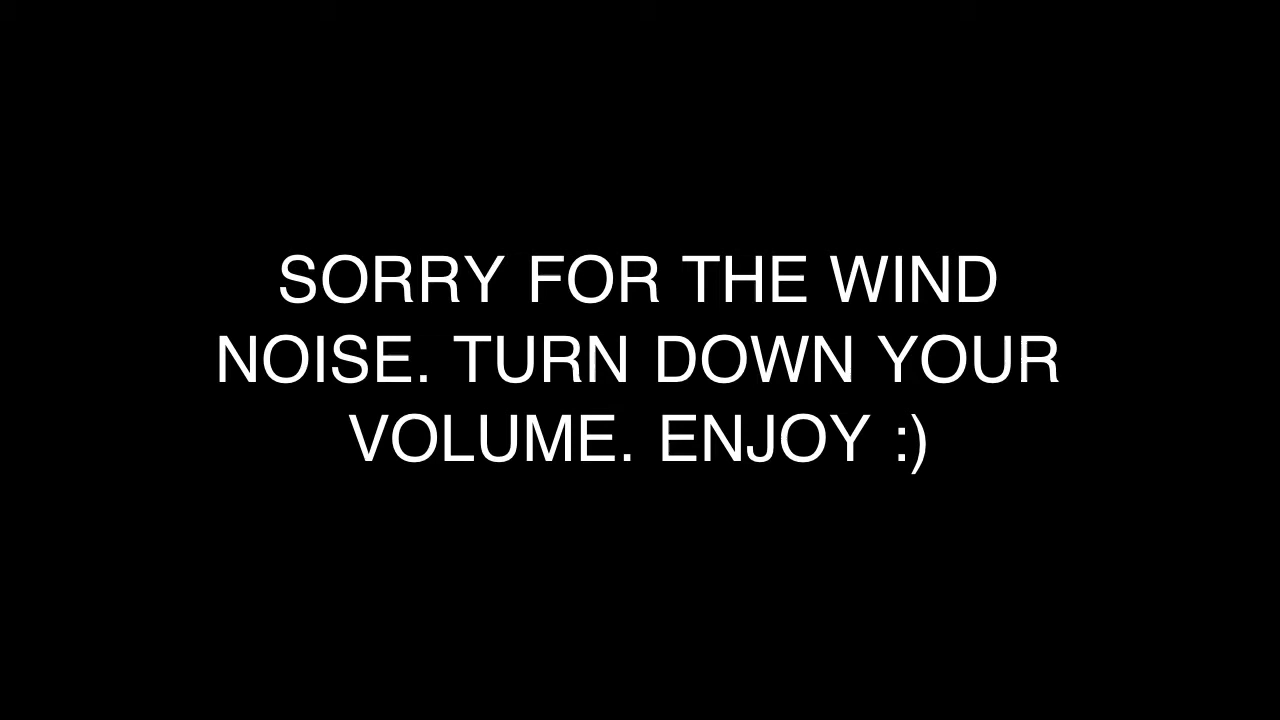 SORRY FOR THE WIND
NOISE. TURN DOWN YOUR
VOLUME. ENJOY :)